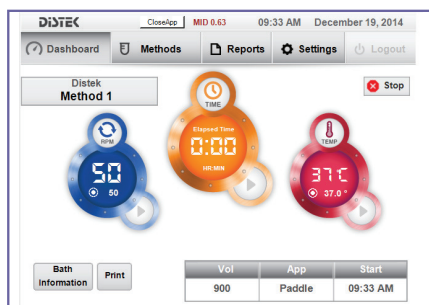 DiSTEK CloseApp MID 0.63 09:33 AM December 19, 2014
Dashboard Methods Reports Settings Logout
Distek
Method 1
Stop
TIME
Elapsed Time
0:00
HR:MIN
RPM
50
50
TEMP
37℃
37.0 °
Bath
Information
Print
Vol App Start
900 Paddle 09:33 AM